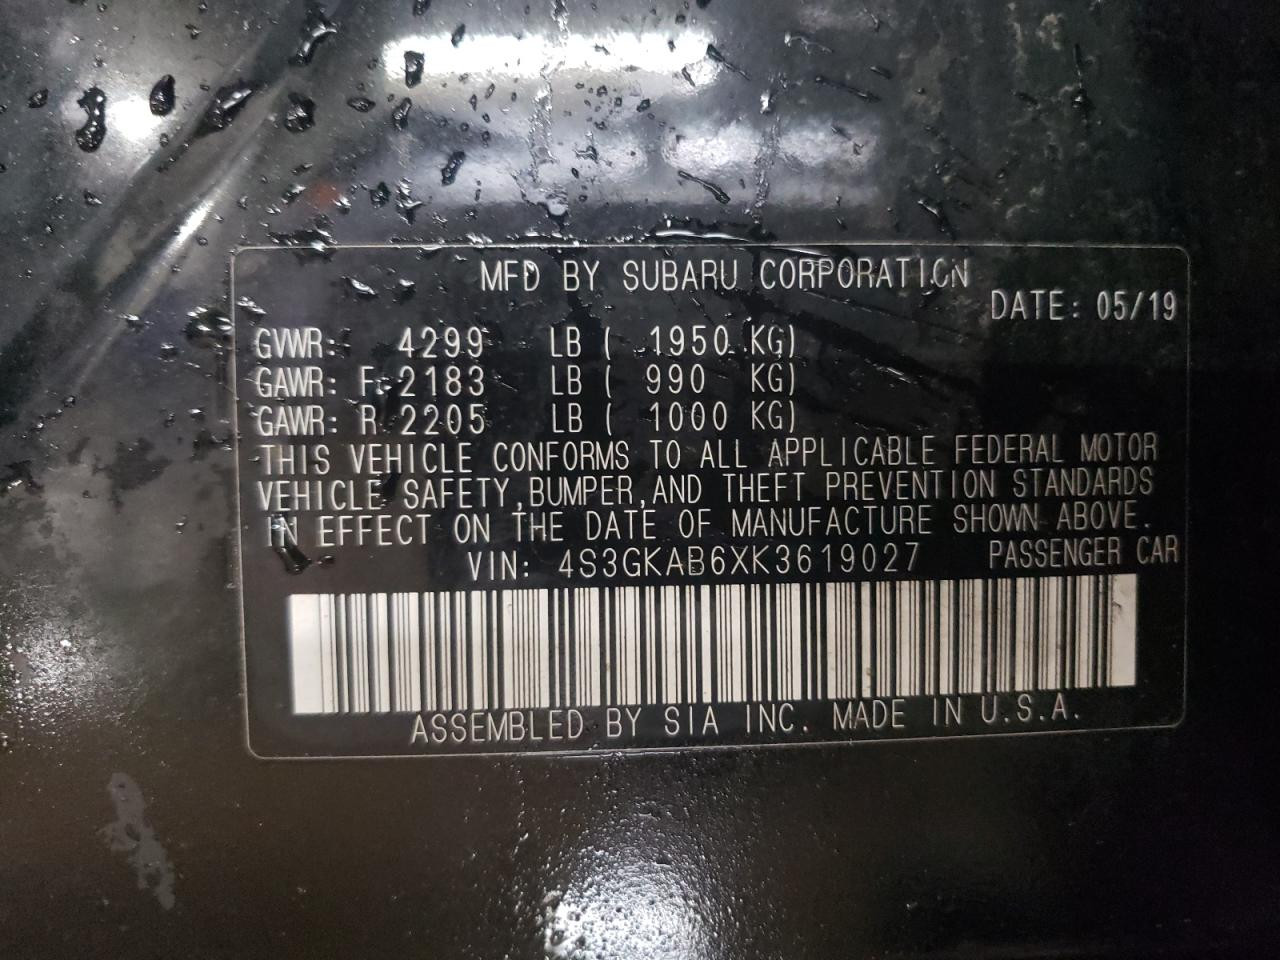 MFD BY SUBARU CORPORATION
DATE: 05/19
GVWR: 4299 LB ( 1950 KG)
GAWR: F 2183 LB ( 990 KG)
GAWR: R 2205 LB ( 1000 KG)
THIS VEHICLE CONFORMS TO ALL APPLICABLE FEDERAL MOTOR
VEHICLE SAFETY,BUMPER,AND THEFT PREVENTION STANDARDS
IN EFFECT ON THE DATE OF MANUFACTURE SHOWN ABOVE.
VIN: 4S3GKAB6XK3619027 PASSENGER CAR
ASSEMBLED BY SIA INC. MADE IN U.S.A.